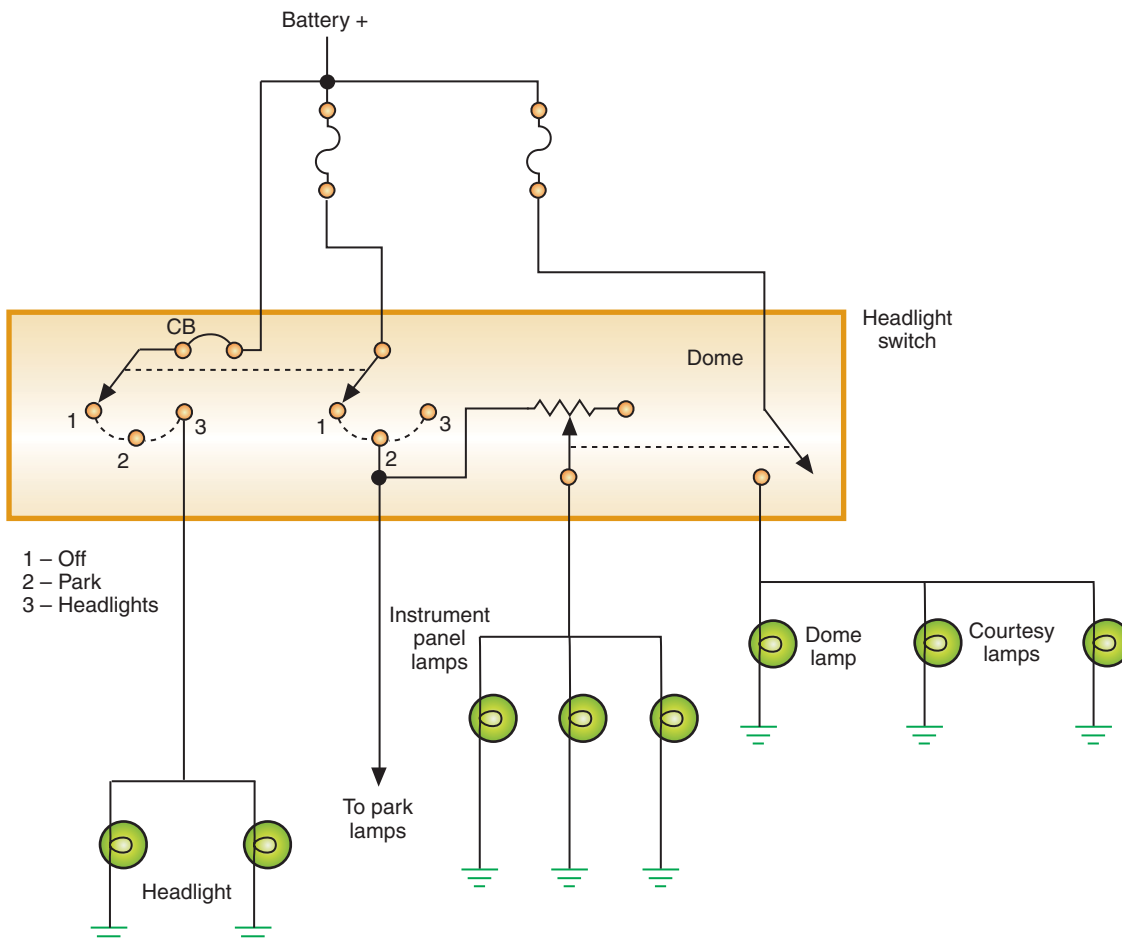 Battery +
Headlight
switch
CB
Dome
1
2
3
1
2
3
1 – Off
2 – Park
3 – Headlights
Instrument
panel
lamps
Dome
lamp
Courtesy
lamps
To park
lamps
Headlight